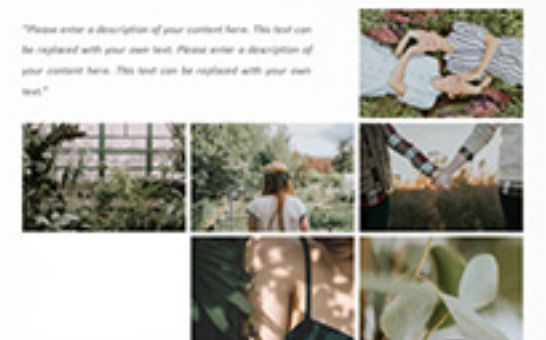 "Please enter a description of your content here. This text can
be replaced with your own text. Please enter a description of
your content here. This text can be replaced with your own
text."